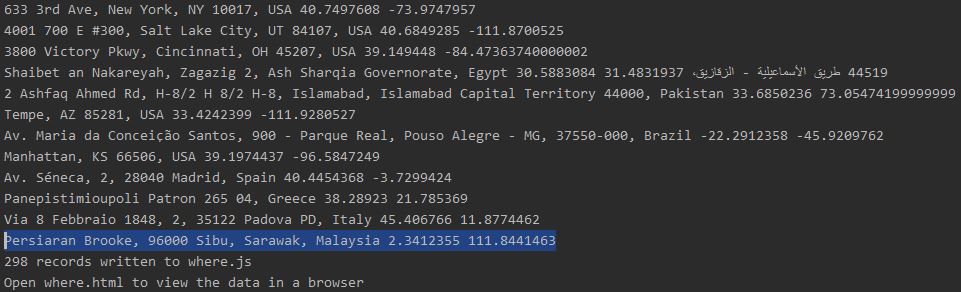 633 3rd Ave, New York, NY 10017, USA 40.7497608 -73.9747957
4001 700 E #300, Salt Lake City, UT 84107, USA 40.6849285 -111.8700525
3800 Victory Pkwy, Cincinnati, OH 45207, USA 39.149448 -84.47363740000002
Shaibet an Nakareyah, Zagazig 2, Ash Sharqia Governorate, Egypt 30.5883084 31.4831937 طريق الأسماعيلية - الزقازيق، 44519
2 Ashfaq Ahmed Rd, H-8/2 H 8/2 H-8, Islamabad, Islamabad Capital Territory 44000, Pakistan 33.6850236 73.05474199999999
Tempe, AZ 85281, USA 33.4242399 -111.9280527
Av. Maria da Conceição Santos, 900 - Parque Real, Pouso Alegre - MG, 37550-000, Brazil -22.2912358 -45.9209762
Manhattan, KS 66506, USA 39.1974437 -96.5847249
Av. Séneca, 2, 28040 Madrid, Spain 40.4454368 -3.7299424
Panepistimioupoli Patron 265 04, Greece 38.28923 21.785369
Via 8 Febbraio 1848, 2, 35122 Padova PD, Italy 45.406766 11.8774462
Persiaran Brooke, 96000 Sibu, Sarawak, Malaysia 2.3412355 111.8441463
298 records written to where.js
Open where.html to view the data in a browser